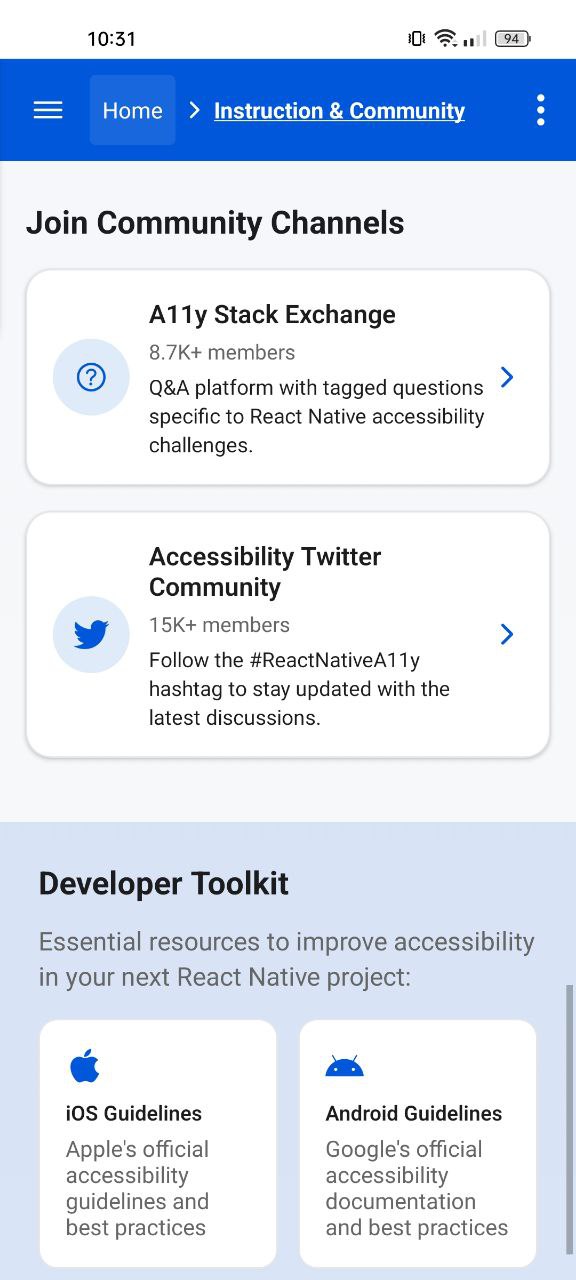 10:31
94
Home
Instruction & Community
Join Community Channels
A11y Stack Exchange
8.7K+ members
Q&A platform with tagged questions
specific to React Native accessibility
challenges.
Accessibility Twitter
Community
15K+ members
Follow the #ReactNativeA11y
hashtag to stay updated with the
latest discussions.
Developer Toolkit
Essential resources to improve accessibility
in your next React Native project:
iOS Guidelines
Apple's official
accessibility
guidelines and
best practices
Android Guidelines
Google's official
accessibility
documentation
and best practices